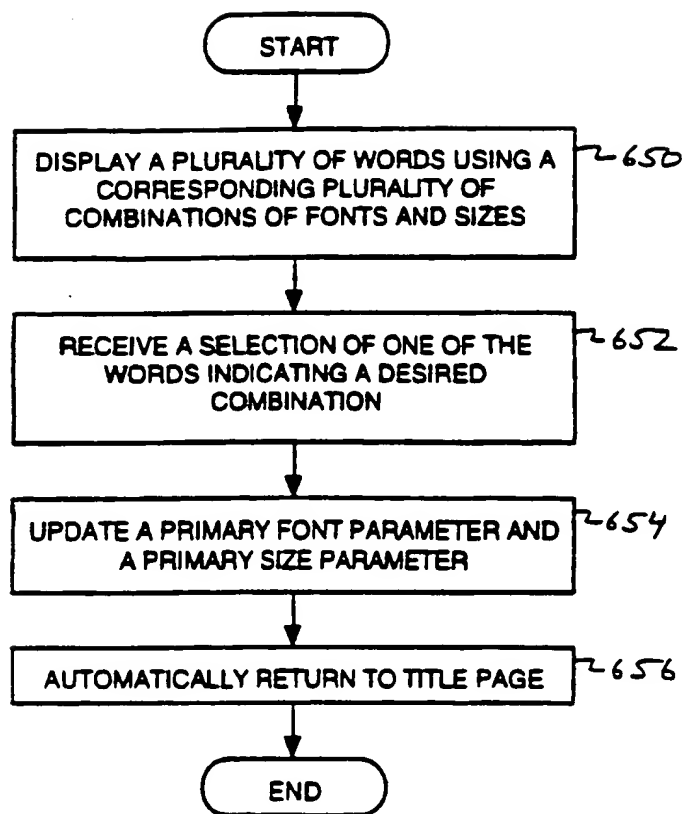 START
DISPLAY A PLURALITY OF WORDS USING A
CORRESPONDING PLURALITY OF
COMBINATIONS OF FONTS AND SIZES
650
RECEIVE A SELECTION OF ONE OF THE
WORDS INDICATING A DESIRED
COMBINATION
652
UPDATE A PRIMARY FONT PARAMETER AND
A PRIMARY SIZE PARAMETER
654
AUTOMATICALLY RETURN TO TITLE PAGE
656
END